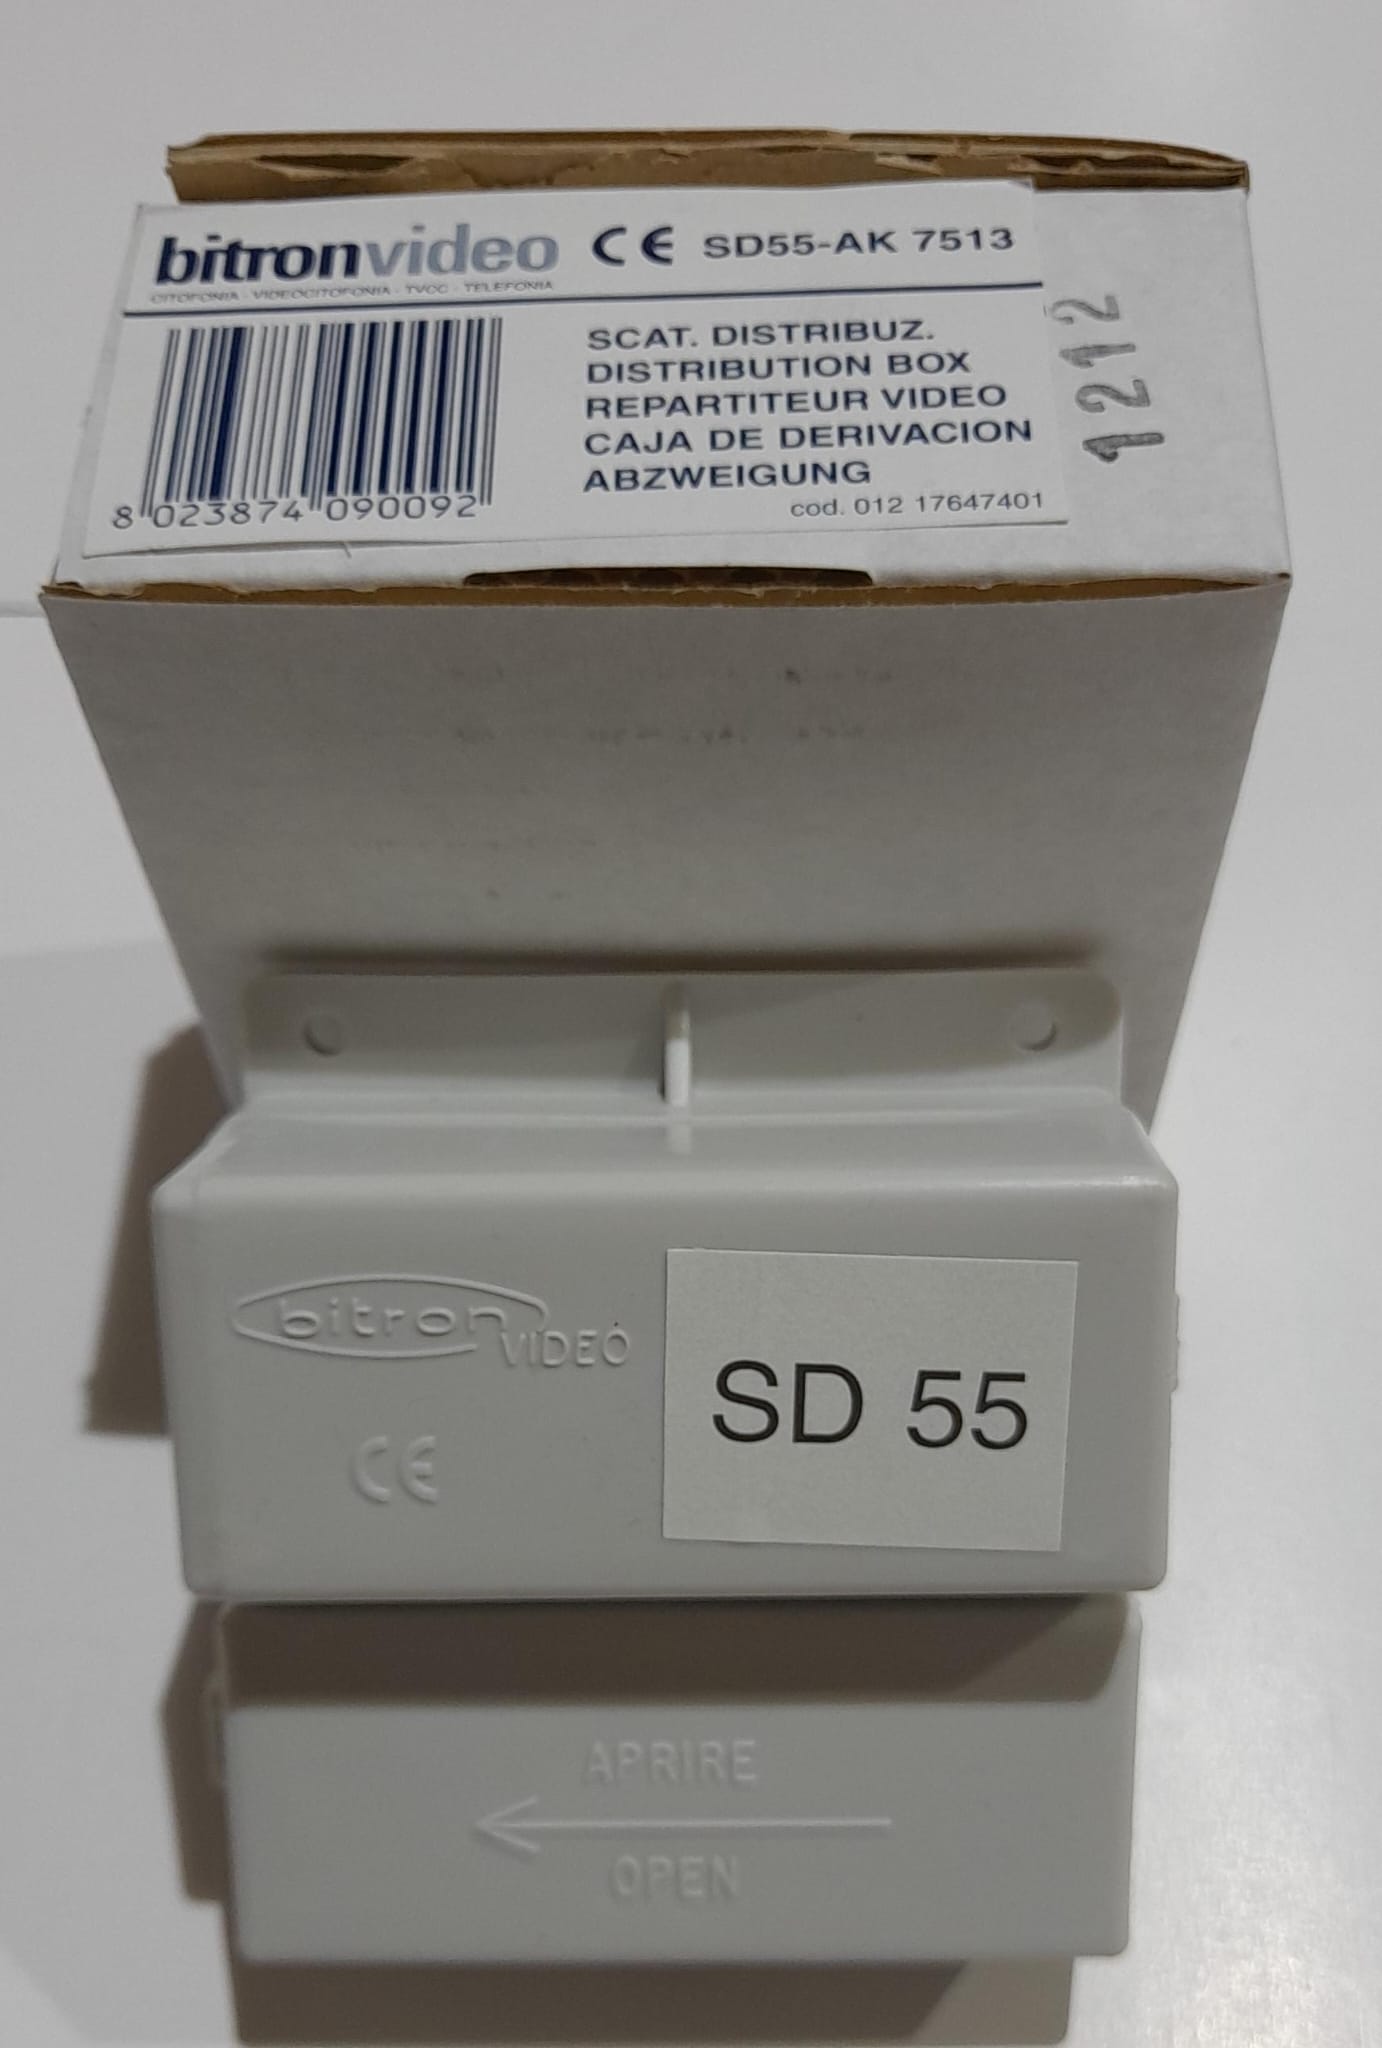 bitronvideo CE SD55-AK 7513
CITOFONIA - VIDEOCITOFONIA - TVCC - TELEFONIA
SCAT. DISTRIBUZ.
DISTRIBUTION BOX
REPARTITEUR VIDEO
CAJA DE DERIVACION
ABZWEIGUNG
cod. 012 17647401
8 023874 090092
1212
bitron VIDEO
CE
SD 55
APRIRE
OPEN